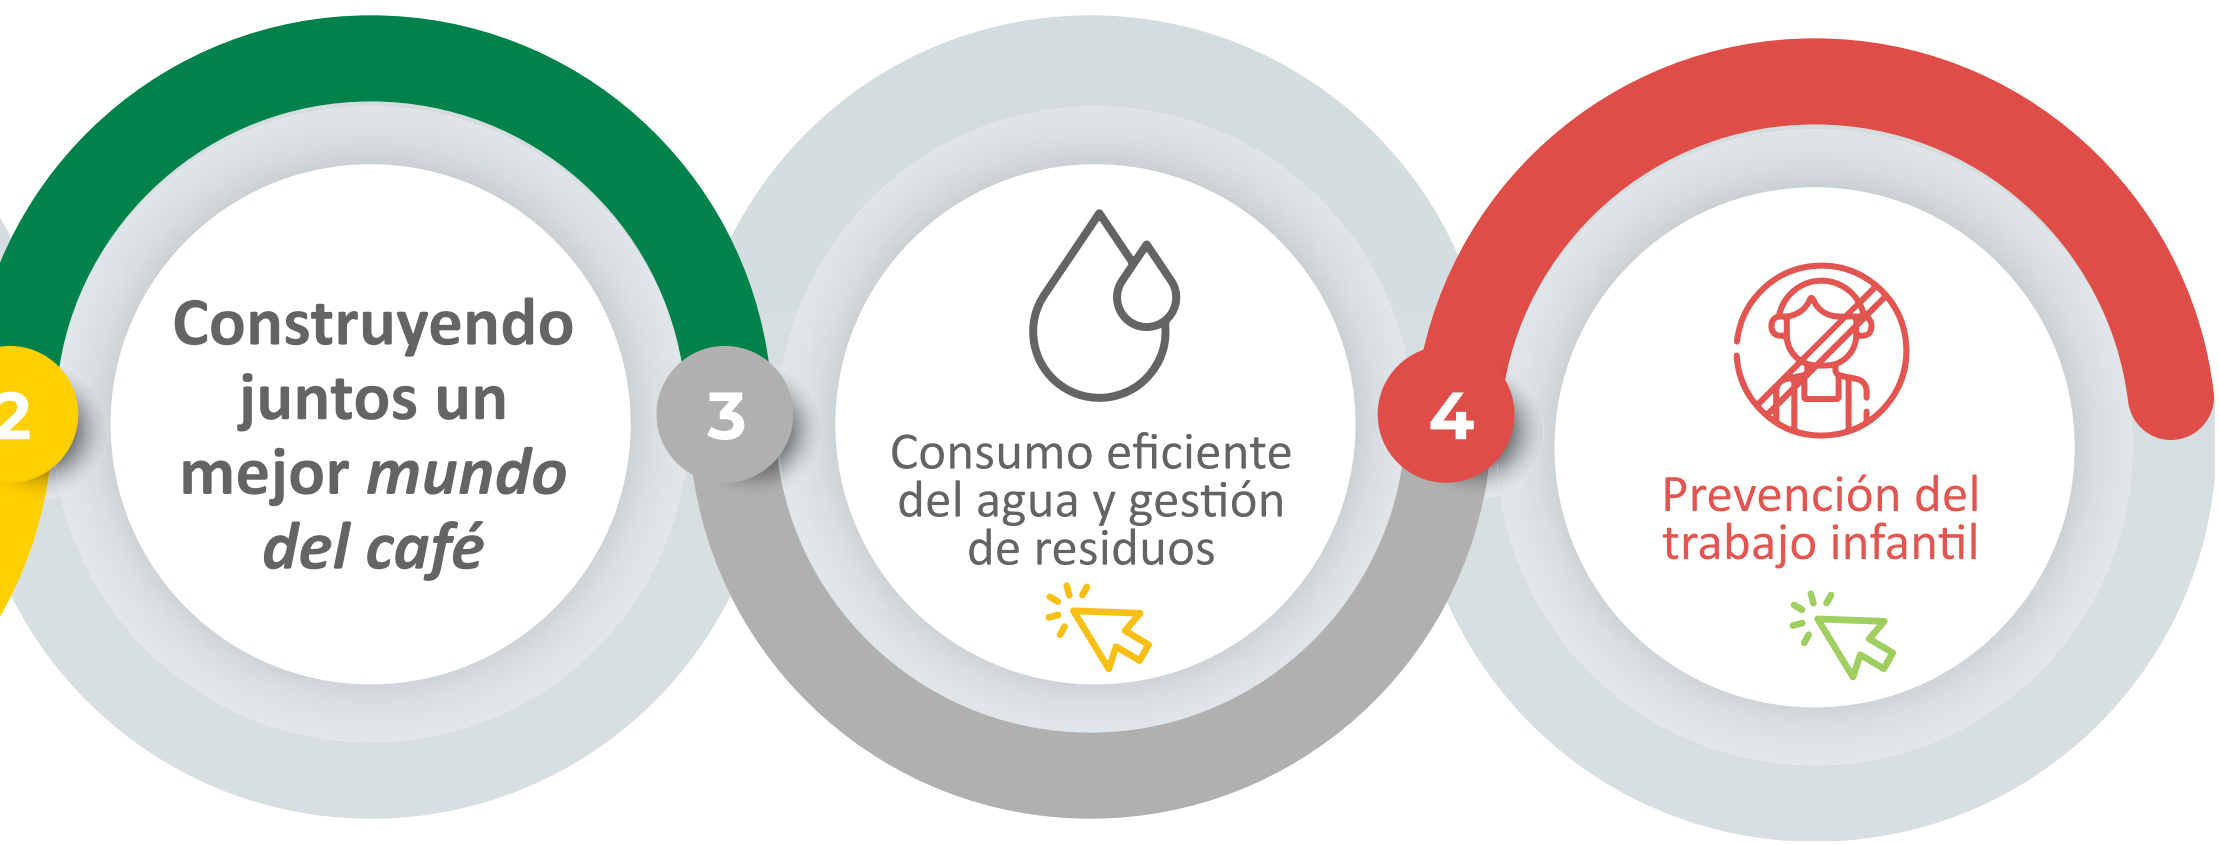 2
Construyendo
juntos un
mejor mundo
del café
3
Consumo eficiente
del agua y gestión
de residuos
4
Prevención del
trabajo infantil